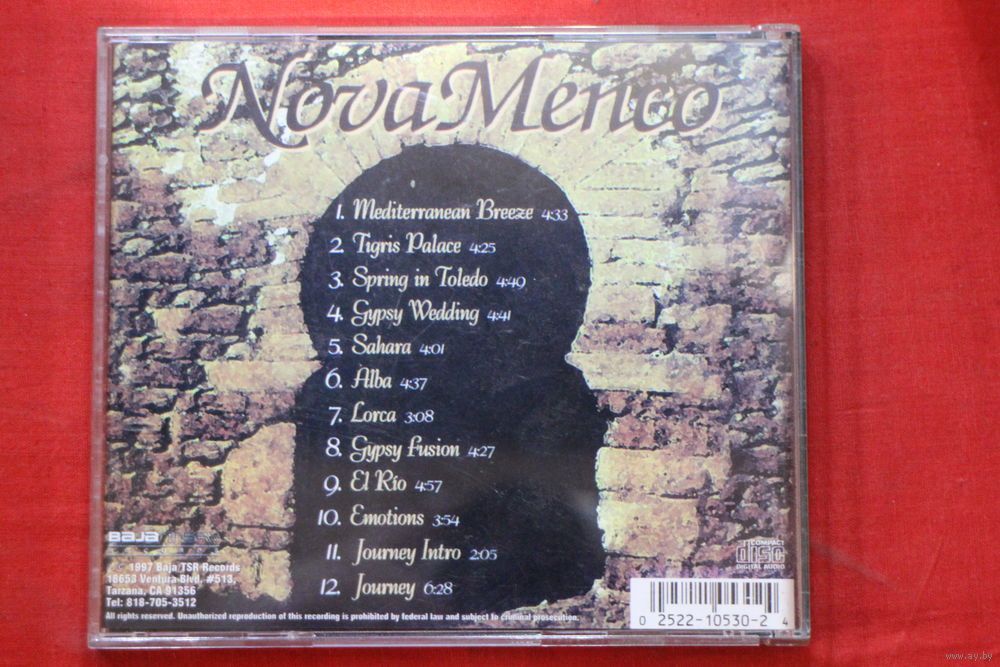 NovaMenco
1. Mediterranean Breeze 4:33
2. Tigris Palace 4:25
3. Spring in Toledo 4:49
4. Gypsy Wedding 4:41
5. Sahara 4:01
6. Alba 4:37
7. Lorca 3:08
8. Gypsy Fusion 4:27
9. El Río 4:57
10. Emotions 3:54
11. Journey Intro 2:05
12. Journey 6:28
Baja music
© 1997 Baja/TSR Records
18653 Ventura Blvd. #513,
Tarzana, CA 91356
Tel: 818-705-3512
All rights reserved. Unauthorized reproduction of this recording is prohibited by federal law and subject to criminal prosecution.
COMPACT
disc
DIGITAL AUDIO
0 2522-10530-2 4
www.ay.by